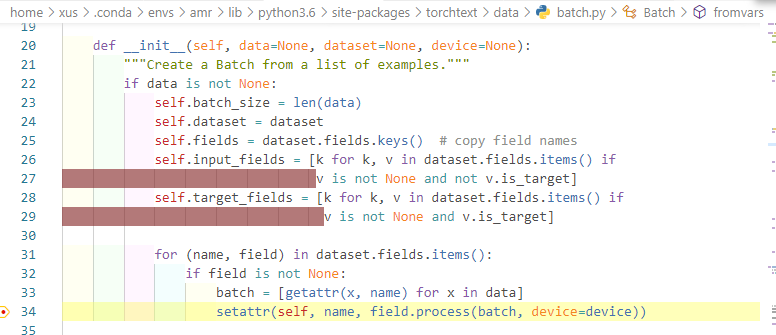 home > xus > .conda > envs > amr > lib > python3.6 > site-packages > torchtext > data > batch.py > Batch > fromvars
19
20 def __init__(self, data=None, dataset=None, device=None):
21 """Create a Batch from a list of examples."""
22 if data is not None:
23 self.batch_size = len(data)
24 self.dataset = dataset
25 self.fields = dataset.fields.keys()  # copy field names
26 self.input_fields = [k for k, v in dataset.fields.items() if
27 v is not None and not v.is_target]
28 self.target_fields = [k for k, v in dataset.fields.items() if
29 v is not None and v.is_target]
30
31 for (name, field) in dataset.fields.items():
32 if field is not None:
33 batch = [getattr(x, name) for x in data]
34 setattr(self, name, field.process(batch, device=device))
35